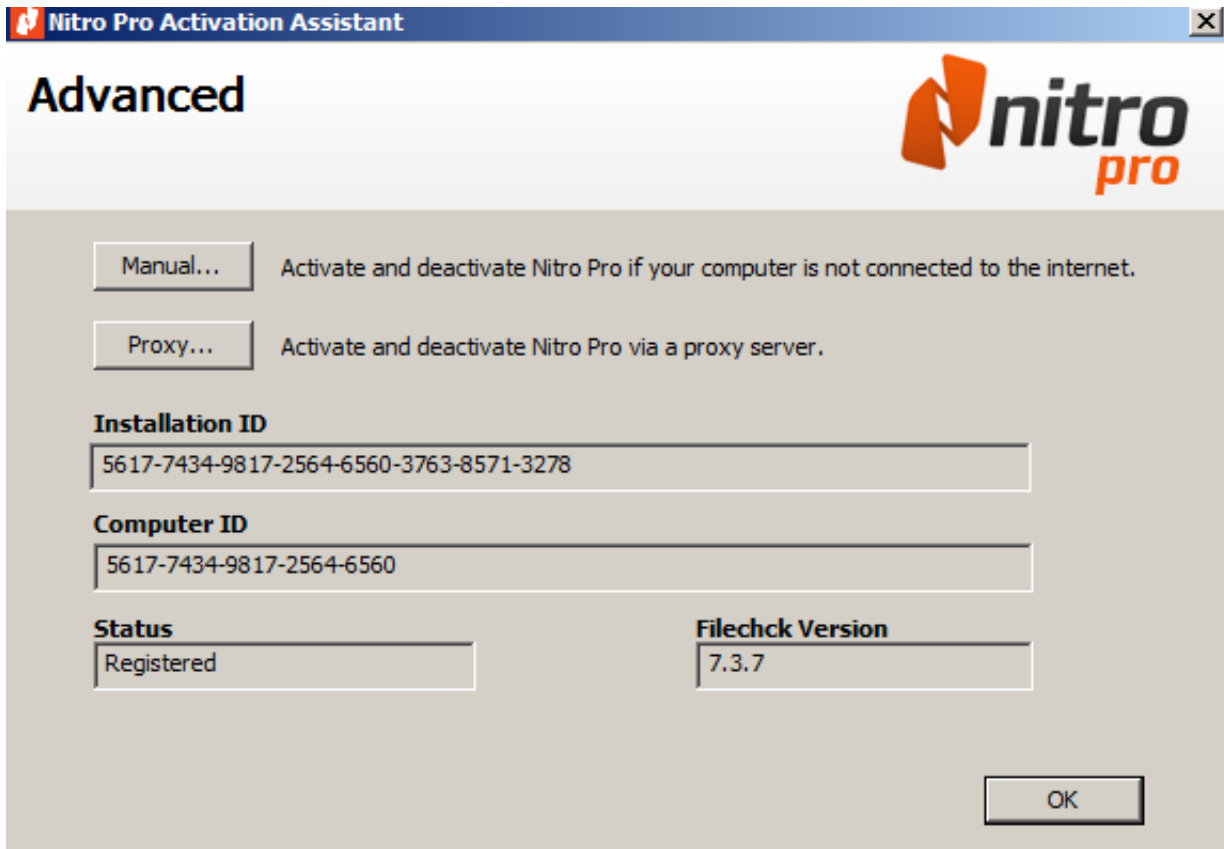 Nitro Pro Activation Assistant
Advanced
nitro
pro
Manual...
Activate and deactivate Nitro Pro if your computer is not connected to the internet.
Proxy...
Activate and deactivate Nitro Pro via a proxy server.
Installation ID
5617-7434-9817-2564-6560-3763-8571-3278
Computer ID
5617-7434-9817-2564-6560
Status
Filechck Version
Registered
7.3.7
OK